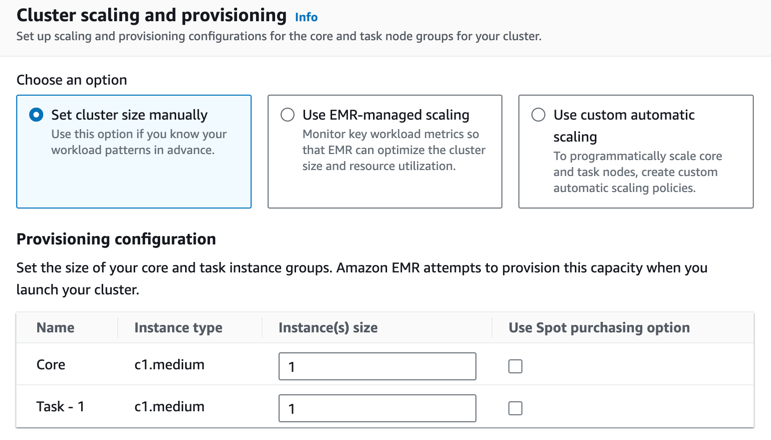 Cluster scaling and provisioning Info
Set up scaling and provisioning configurations for the core and task node groups for your cluster.
Choose an option
Set cluster size manually
Use this option if you know your
workload patterns in advance.
Use EMR-managed scaling
Monitor key workload metrics so
that EMR can optimize the cluster
size and resource utilization.
Use custom automatic
scaling
To programmatically scale core
and task nodes, create custom
automatic scaling policies.
Provisioning configuration
Set the size of your core and task instance groups. Amazon EMR attempts to provision this capacity when you
launch your cluster.
Name Instance type Instance(s) size Use Spot purchasing option
Core c1.medium 1
Task - 1 c1.medium 1